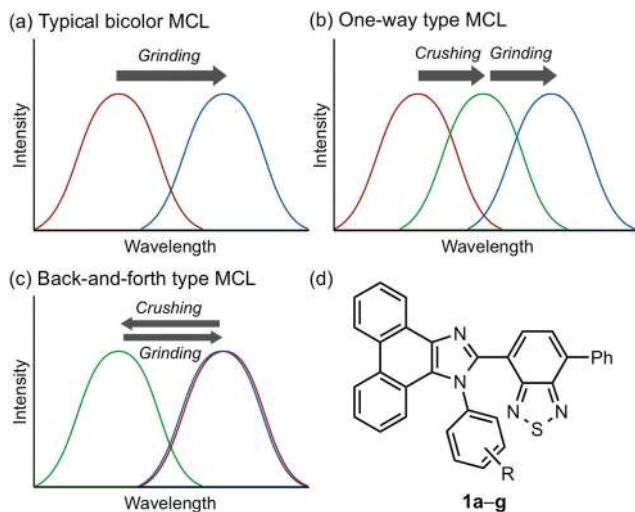 (a) Typical bicolor MCL
Grinding
Intensity
Wavelength
(b) One-way type MCL
Crushing Grinding
Intensity
Wavelength
(c) Back-and-forth type MCL
Crushing
Grinding
Intensity
Wavelength
(d)
N
N
Ph
N
S
N
R
1a–g